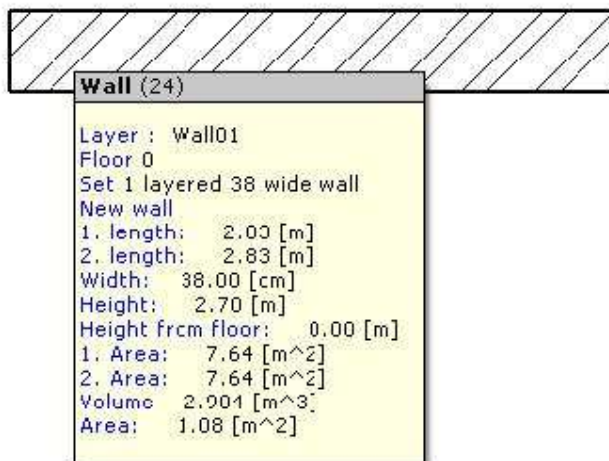 Wall (24)
Layer : Wall01
Floor 0
Set 1 layered 38 wide wall
New wall
1. length: 2.83 [m]
2. length: 2.83 [m]
Width: 38.00 [cm]
Height: 2.70 [m]
Height from floor: 0.00 [m]
1. Area: 7.64 [m^2]
2. Area: 7.64 [m^2]
Volume 2.904 [m^3]
Area: 1.08 [m^2]